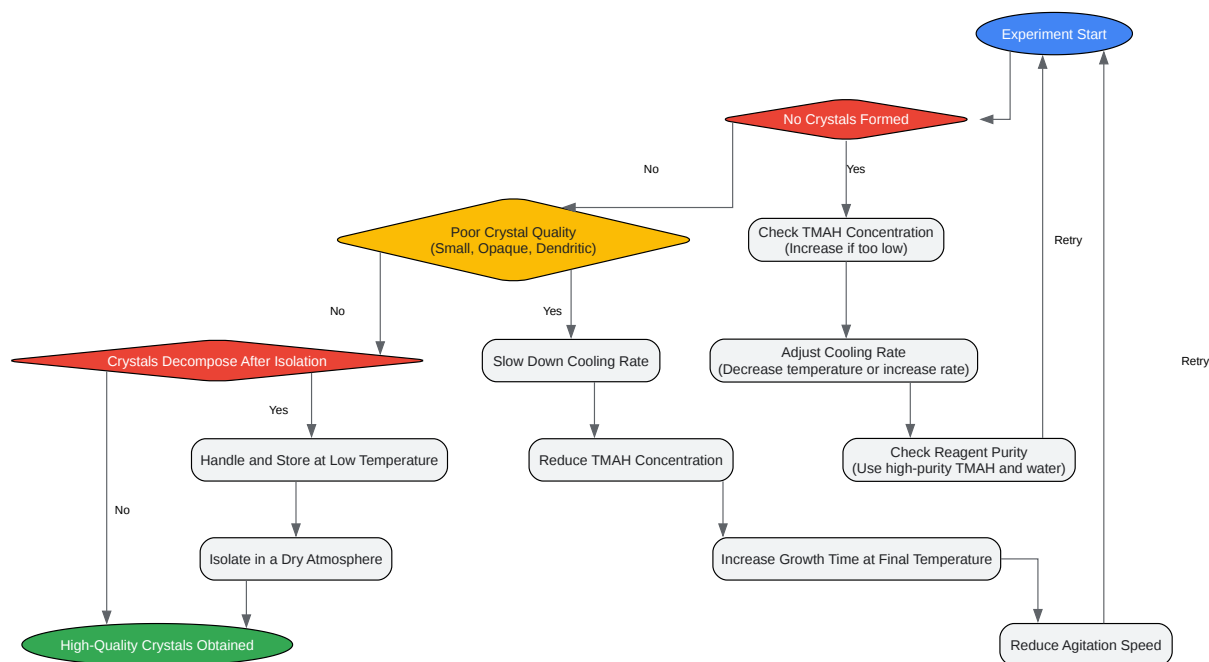 Experiment Start
No Crystals Formed
No
Yes
Poor Crystal Quality
(Small, Opaque, Dendritic)
Check TMAH Concentration
(Increase if too low)
Retry
No
Yes
Crystals Decompose After Isolation
Slow Down Cooling Rate
Adjust Cooling Rate
(Decrease temperature or increase rate)
Retry
Yes
Handle and Store at Low Temperature
Reduce TMAH Concentration
Check Reagent Purity
(Use high-purity TMAH and water)
No
Isolate in a Dry Atmosphere
Increase Growth Time at Final Temperature
High-Quality Crystals Obtained
Reduce Agitation Speed